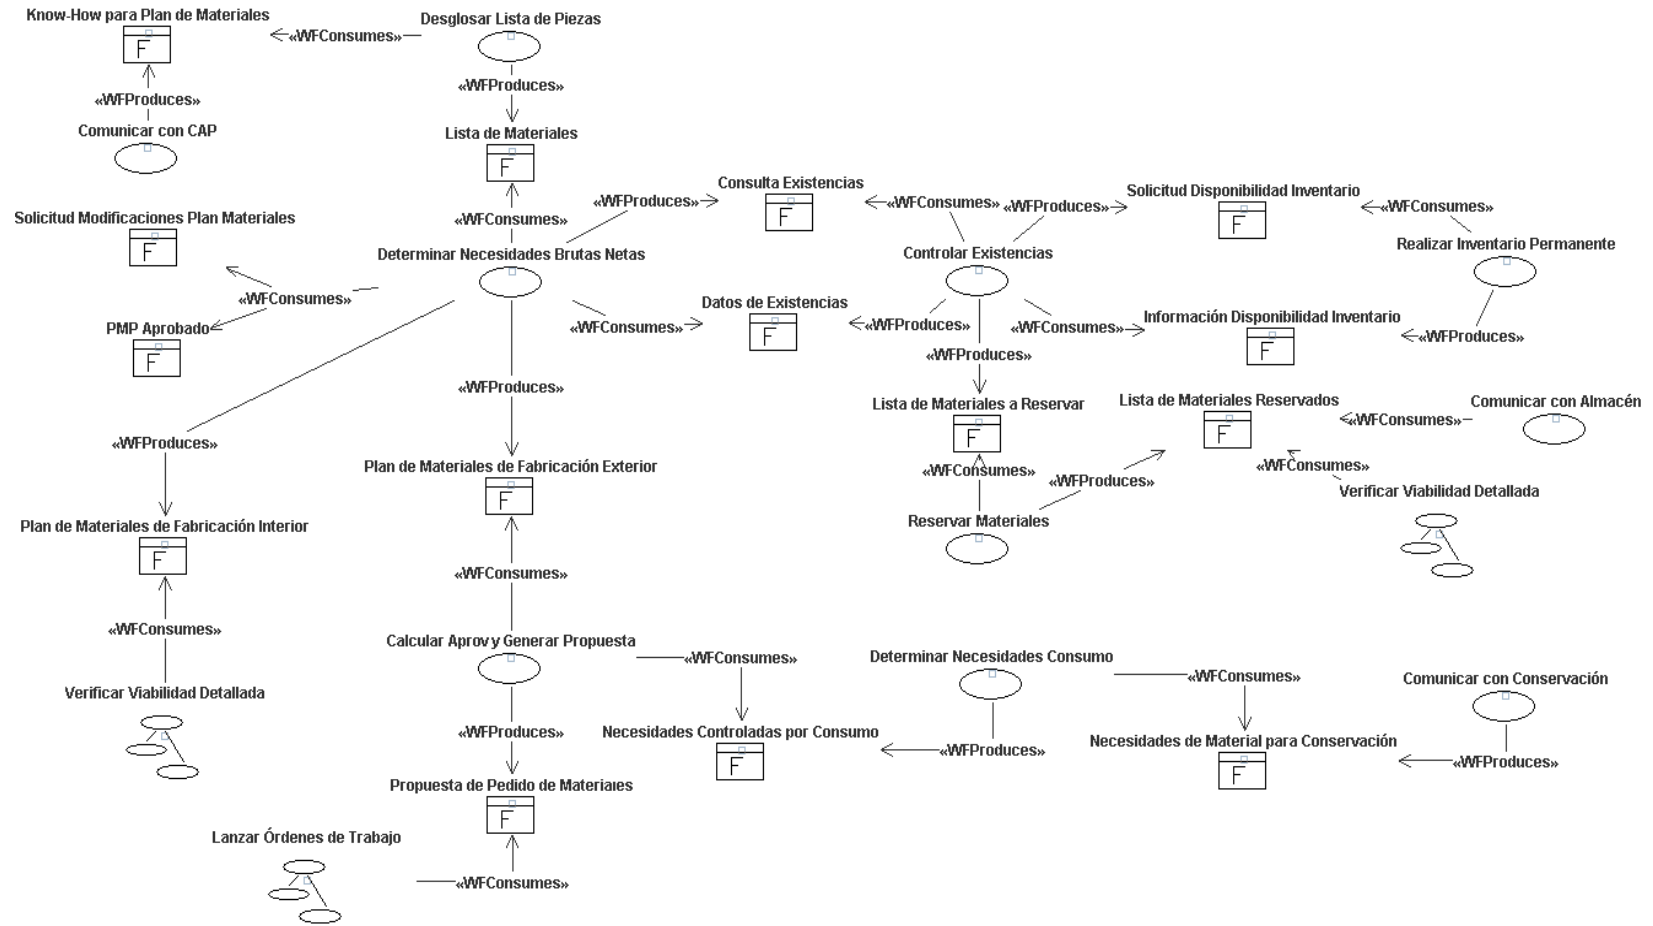 Know-How para Plan de Materiales
F
«WFConsumes»
Desglosar Lista de Piezas
«WFProduces»
«WFProduces»
Comunicar con CAP
Lista de Materiales
F
Consulta Existencias
F
Solicitud Disponibilidad Inventario
F
«WFProduces»
«WFConsumes»
«WFProduces»
«WFConsumes»
Solicitud Modificaciones Plan Materiales
F
«WFConsumes»
Determinar Necesidades Brutas Netas
Controlar Existencias
Realizar Inventario Permanente
«WFConsumes»
PMP Aprobado
F
Datos de Existencias
F
«WFConsumes»
«WFProduces»
«WFConsumes»
Información Disponibilidad Inventario
F
«WFProduces»
«WFProduces»
«WFProduces»
Lista de Materiales a Reservar
F
Lista de Materiales Reservados
F
«WFConsumes»
Comunicar con Almacén
«WFProduces»
Plan de Materiales de Fabricación Exterior
F
«WFConsumes»
«WFProduces»
«WFConsumes»
Verificar Viabilidad Detallada
Plan de Materiales de Fabricación Interior
F
Reservar Materiales
«WFConsumes»
«WFConsumes»
Calcular Aprov y Generar Propuesta
«WFConsumes»
Determinar Necesidades Consumo
«WFConsumes»
Comunicar con Conservación
Verificar Viabilidad Detallada
«WFProduces»
Necesidades Controladas por Consumo
F
«WFProduces»
Necesidades de Material para Conservación
F
«WFProduces»
Propuesta de Pedido de Materiales
F
Lanzar Órdenes de Trabajo
«WFConsumes»